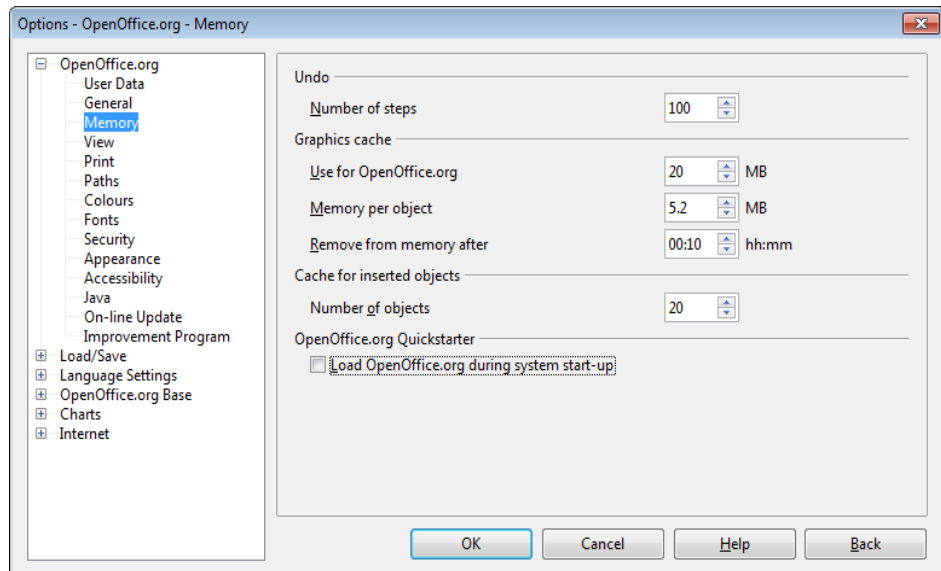 Options - OpenOffice.org - Memory
OpenOffice.org
User Data
General
Memory
View
Print
Paths
Colours
Fonts
Security
Appearance
Accessibility
Java
On-line Update
Improvement Program
Load/Save
Language Settings
OpenOffice.org Base
Charts
Internet
Undo
Number of steps 100
Graphics cache
Use for OpenOffice.org 20 MB
Memory per object 5.2 MB
Remove from memory after 00:10 hh:mm
Cache for inserted objects
Number of objects 20
OpenOffice.org Quickstarter
Load OpenOffice.org during system start-up
OK Cancel Help Back